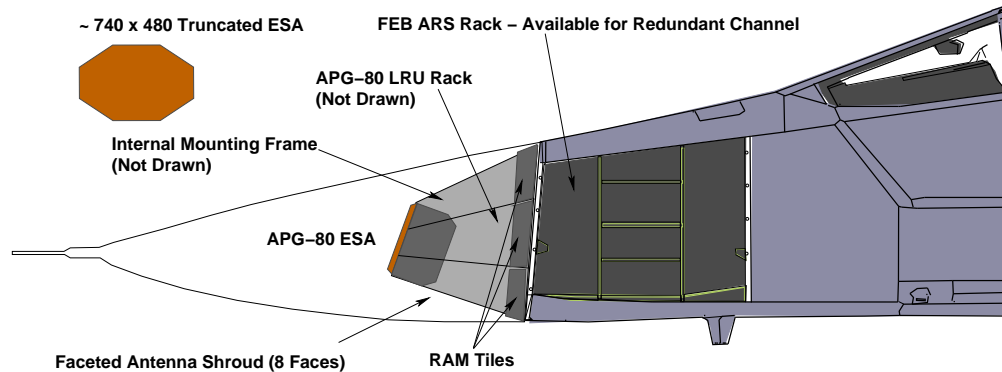 ~ 740 x 480 Truncated ESA
FEB ARS Rack – Available for Redundant Channel
APG–80 LRU Rack
(Not Drawn)
Internal Mounting Frame
(Not Drawn)
APG–80 ESA
Faceted Antenna Shroud (8 Faces)
RAM Tiles